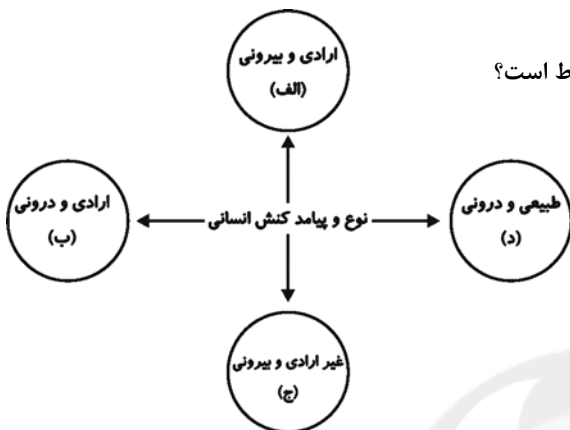 ارادی و بیرونی
(الف)
ط است؟
ارادی و درونی
(ب)
نوع و پیامد کنش انسانی
طبیعی و درونی
(د)
غیر ارادی و بیرونی
(ج)